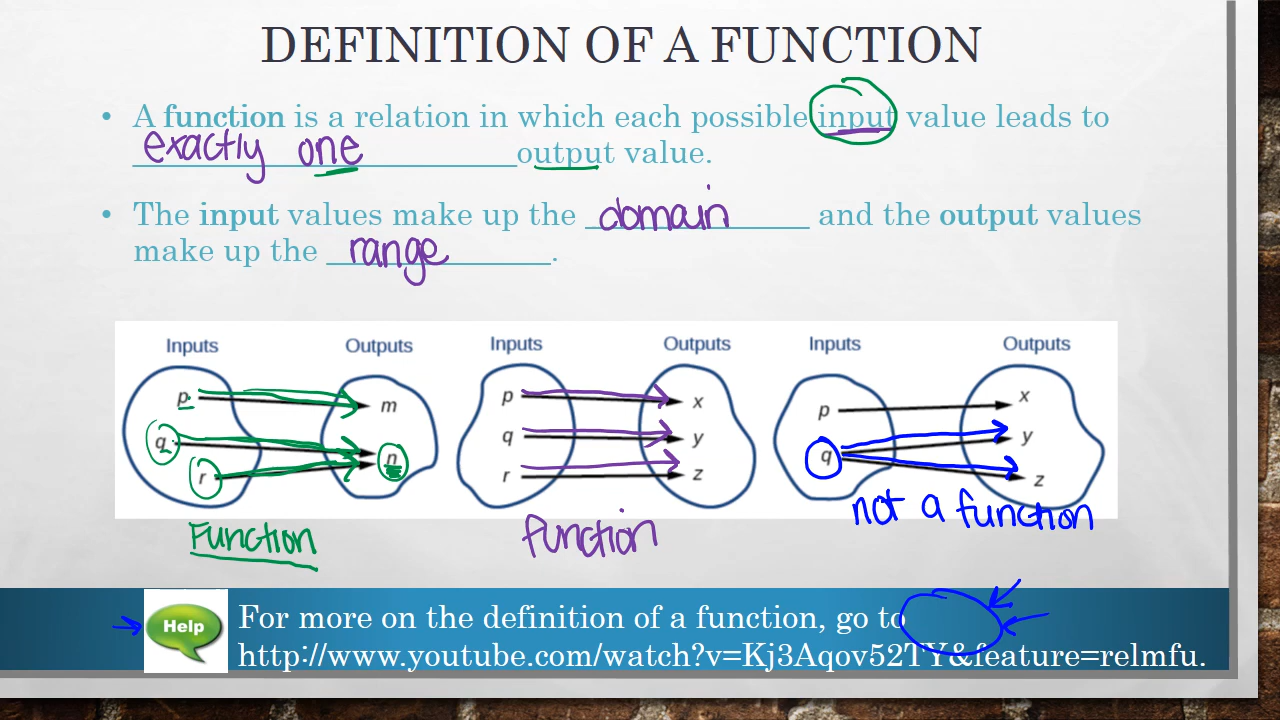 DEFINITION OF A FUNCTION
• A function is a relation in which each possible input value leads to
exactly one output value.
• The input values make up the domain and the output values
make up the range.
Inputs Outputs Inputs Outputs Inputs Outputs
p m p x p x
q n q y q y
r r z z
Function function not a function
Help
For more on the definition of a function, go to
http://www.youtube.com/watch?v=Kj3Aqov52TY&feature=relmfu.